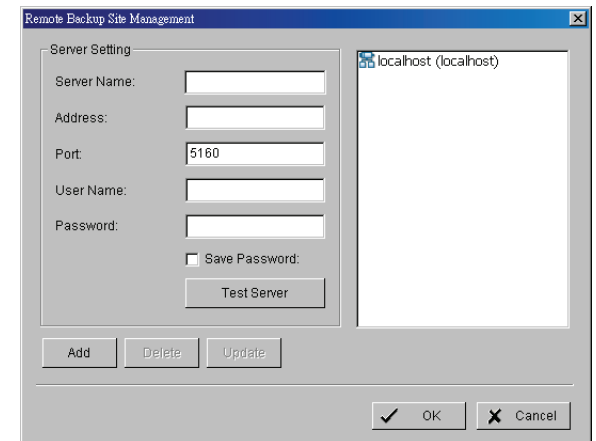 Remote Backup Site Management
Server Setting
Server Name:
Address:
Port: 5160
User Name:
Password:
Save Password:
Test Server
localhost (localhost)
Add Delete Update
OK Cancel